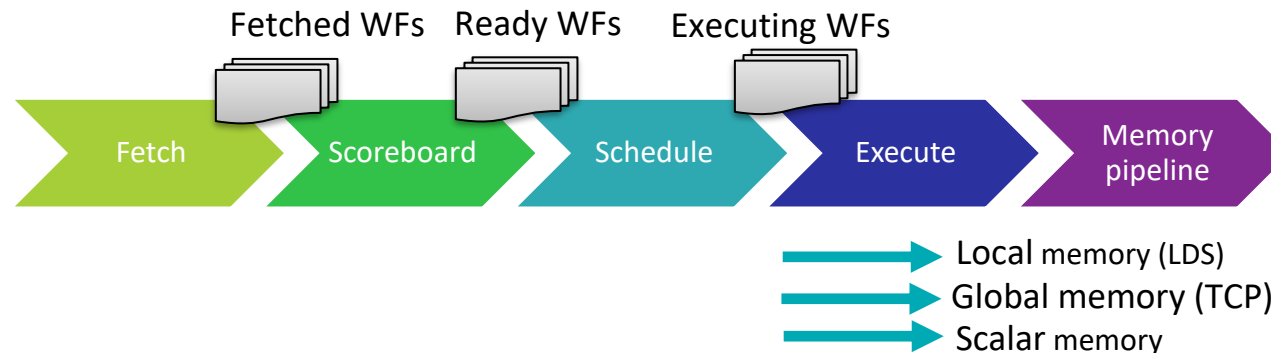 Fetched WFs
Ready WFs
Executing WFs
Fetch
Scoreboard
Schedule
Execute
Memory
pipeline
Local memory (LDS)
Global memory (TCP)
Scalar memory